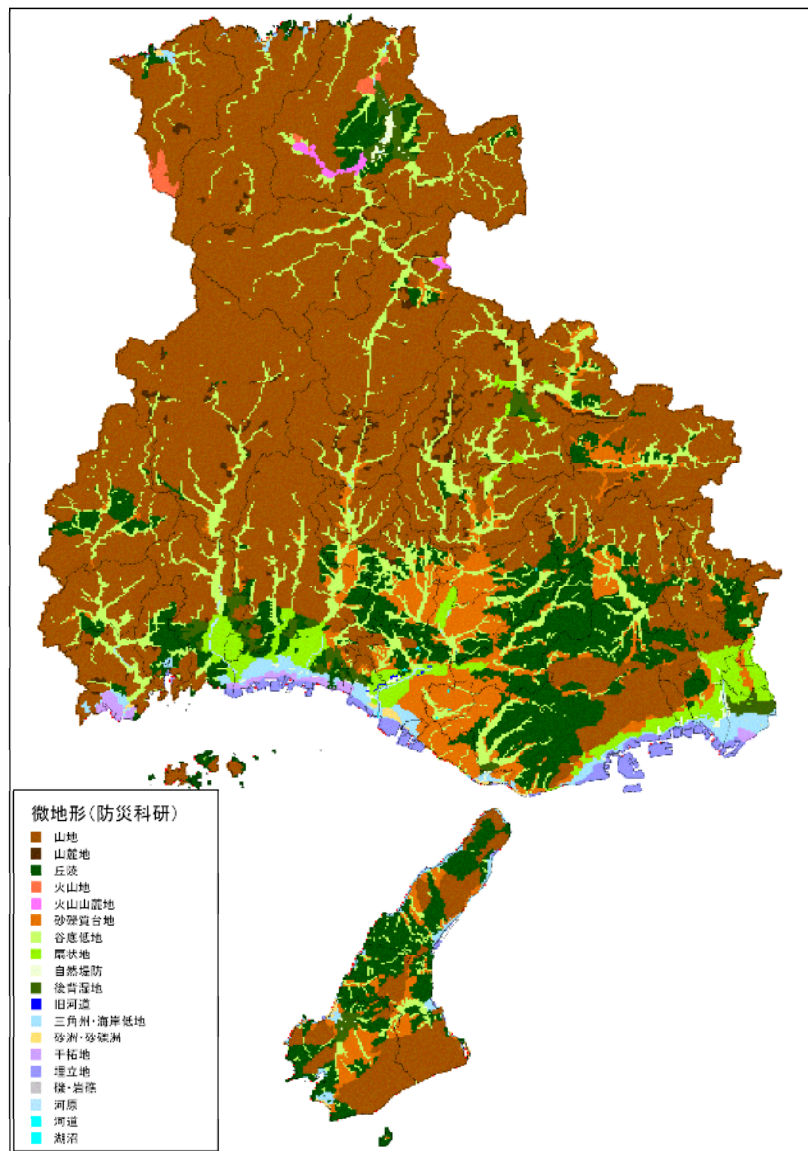 微地形(防災科研)
山地
山麓地
丘陵
火山地
火山山麓地
砂礫質台地
谷底低地
扇状地
自然堤防
後背湿地
旧河道
三角州・海岸低地
砂洲・砂礫洲
干拓地
埋立地
磯・岩礁
河原
河道
湖沼